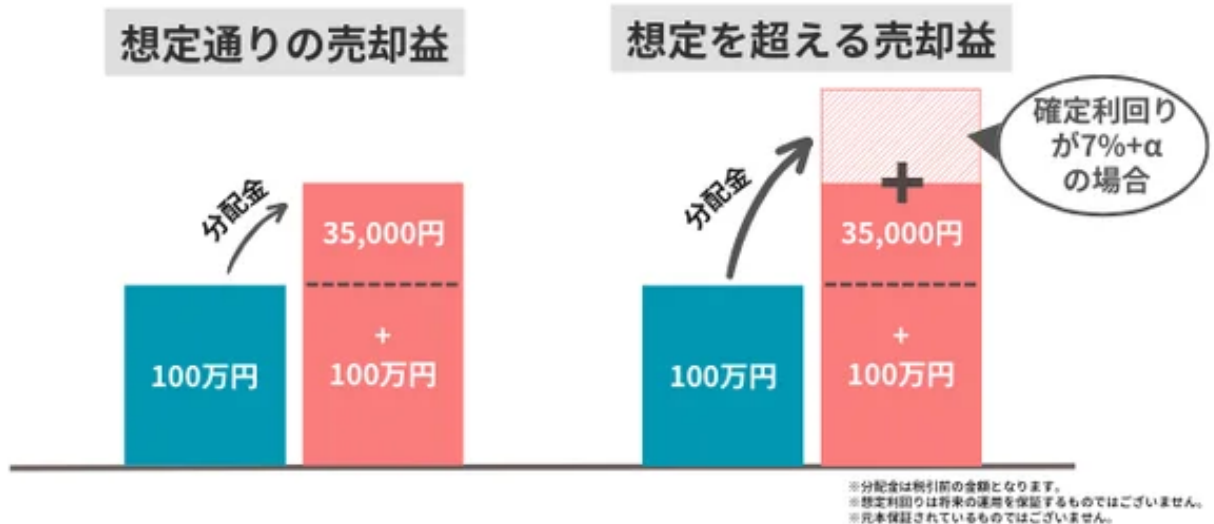 想定通りの売却益
分配金
35,000円
100万円
+
100万円
想定を超える売却益
確定利回り
が7%+α
の場合
分配金
+
35,000円
100万円
+
100万円
※分配金は税引前の金額となります。
※想定利回りは将来の運用を保証するものではございません。
※元本保証されているものではございません。